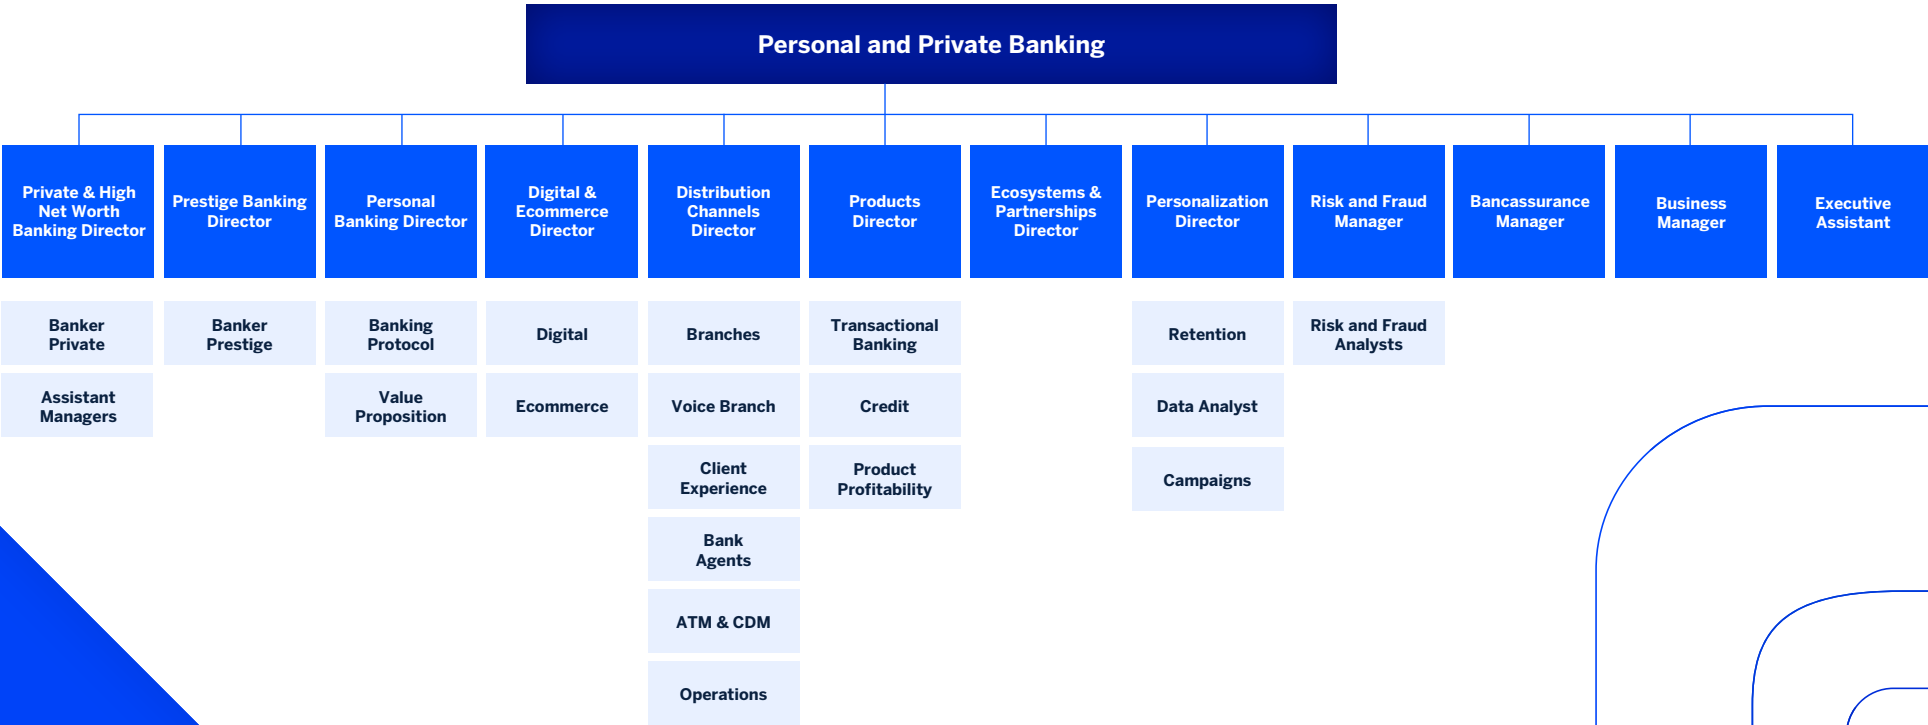 Personal and Private Banking
Private & High
Net Worth
Banking Director
Prestige Banking
Director
Personal
Banking Director
Digital &
Ecommerce
Director
Distribution
Channels
Director
Products
Director
Ecosystems &
Partnerships
Director
Personalization
Director
Risk and Fraud
Manager
Bancassurance
Manager
Business
Manager
Executive
Assistant
Banker
Private
Assistant
Managers
Banker
Prestige
Banking
Protocol
Value
Proposition
Digital
Ecommerce
Branches
Voice Branch
Client
Experience
Bank
Agents
ATM & CDM
Operations
Transactional
Banking
Credit
Product
Profitability
Retention
Data Analyst
Campaigns
Risk and Fraud
Analysts